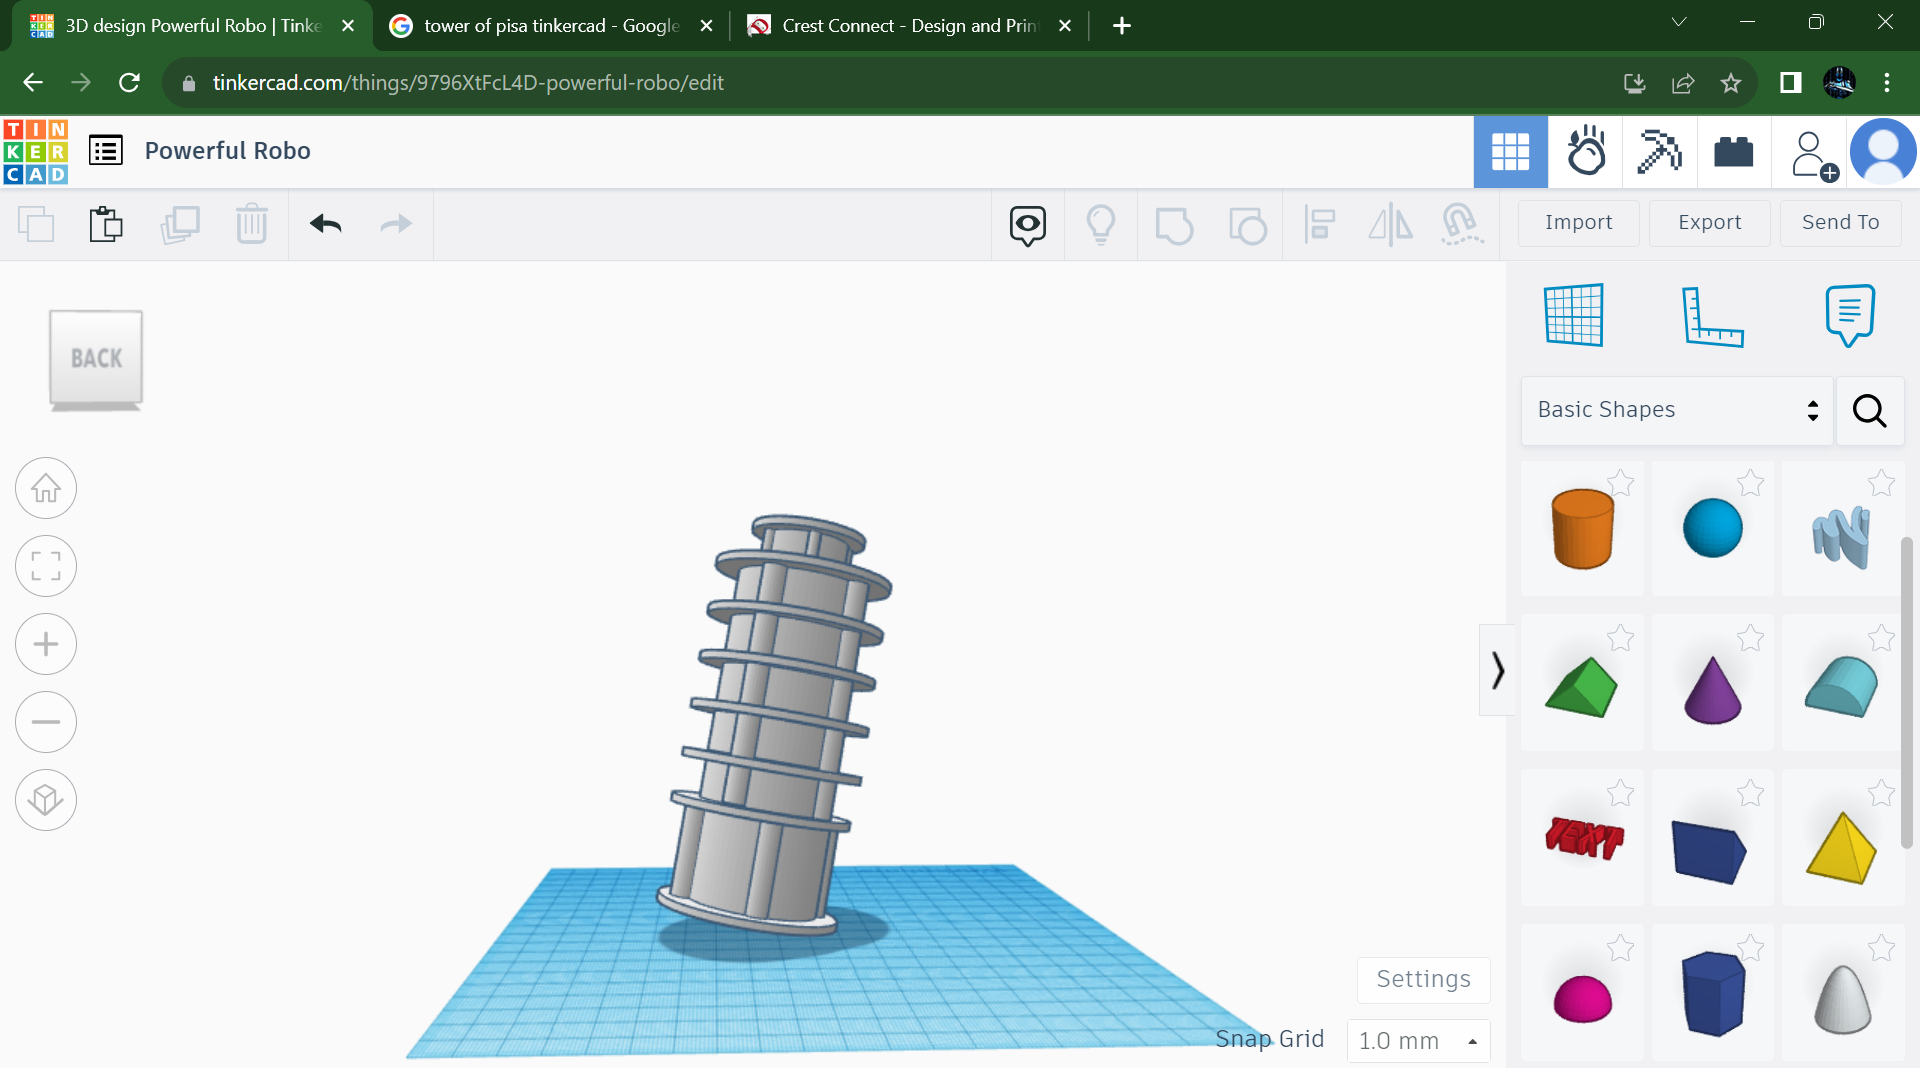 3D design Powerful Robo | Tinke
tower of pisa tinkercad - Google
Crest Connect - Design and Prin
tinkercad.com/things/9796XtFcL4D-powerful-robo/edit
TIN
KER
CAD
Powerful Robo
Import
Export
Send To
BACK
Basic Shapes
TEXT
Settings
Snap Grid
1.0 mm